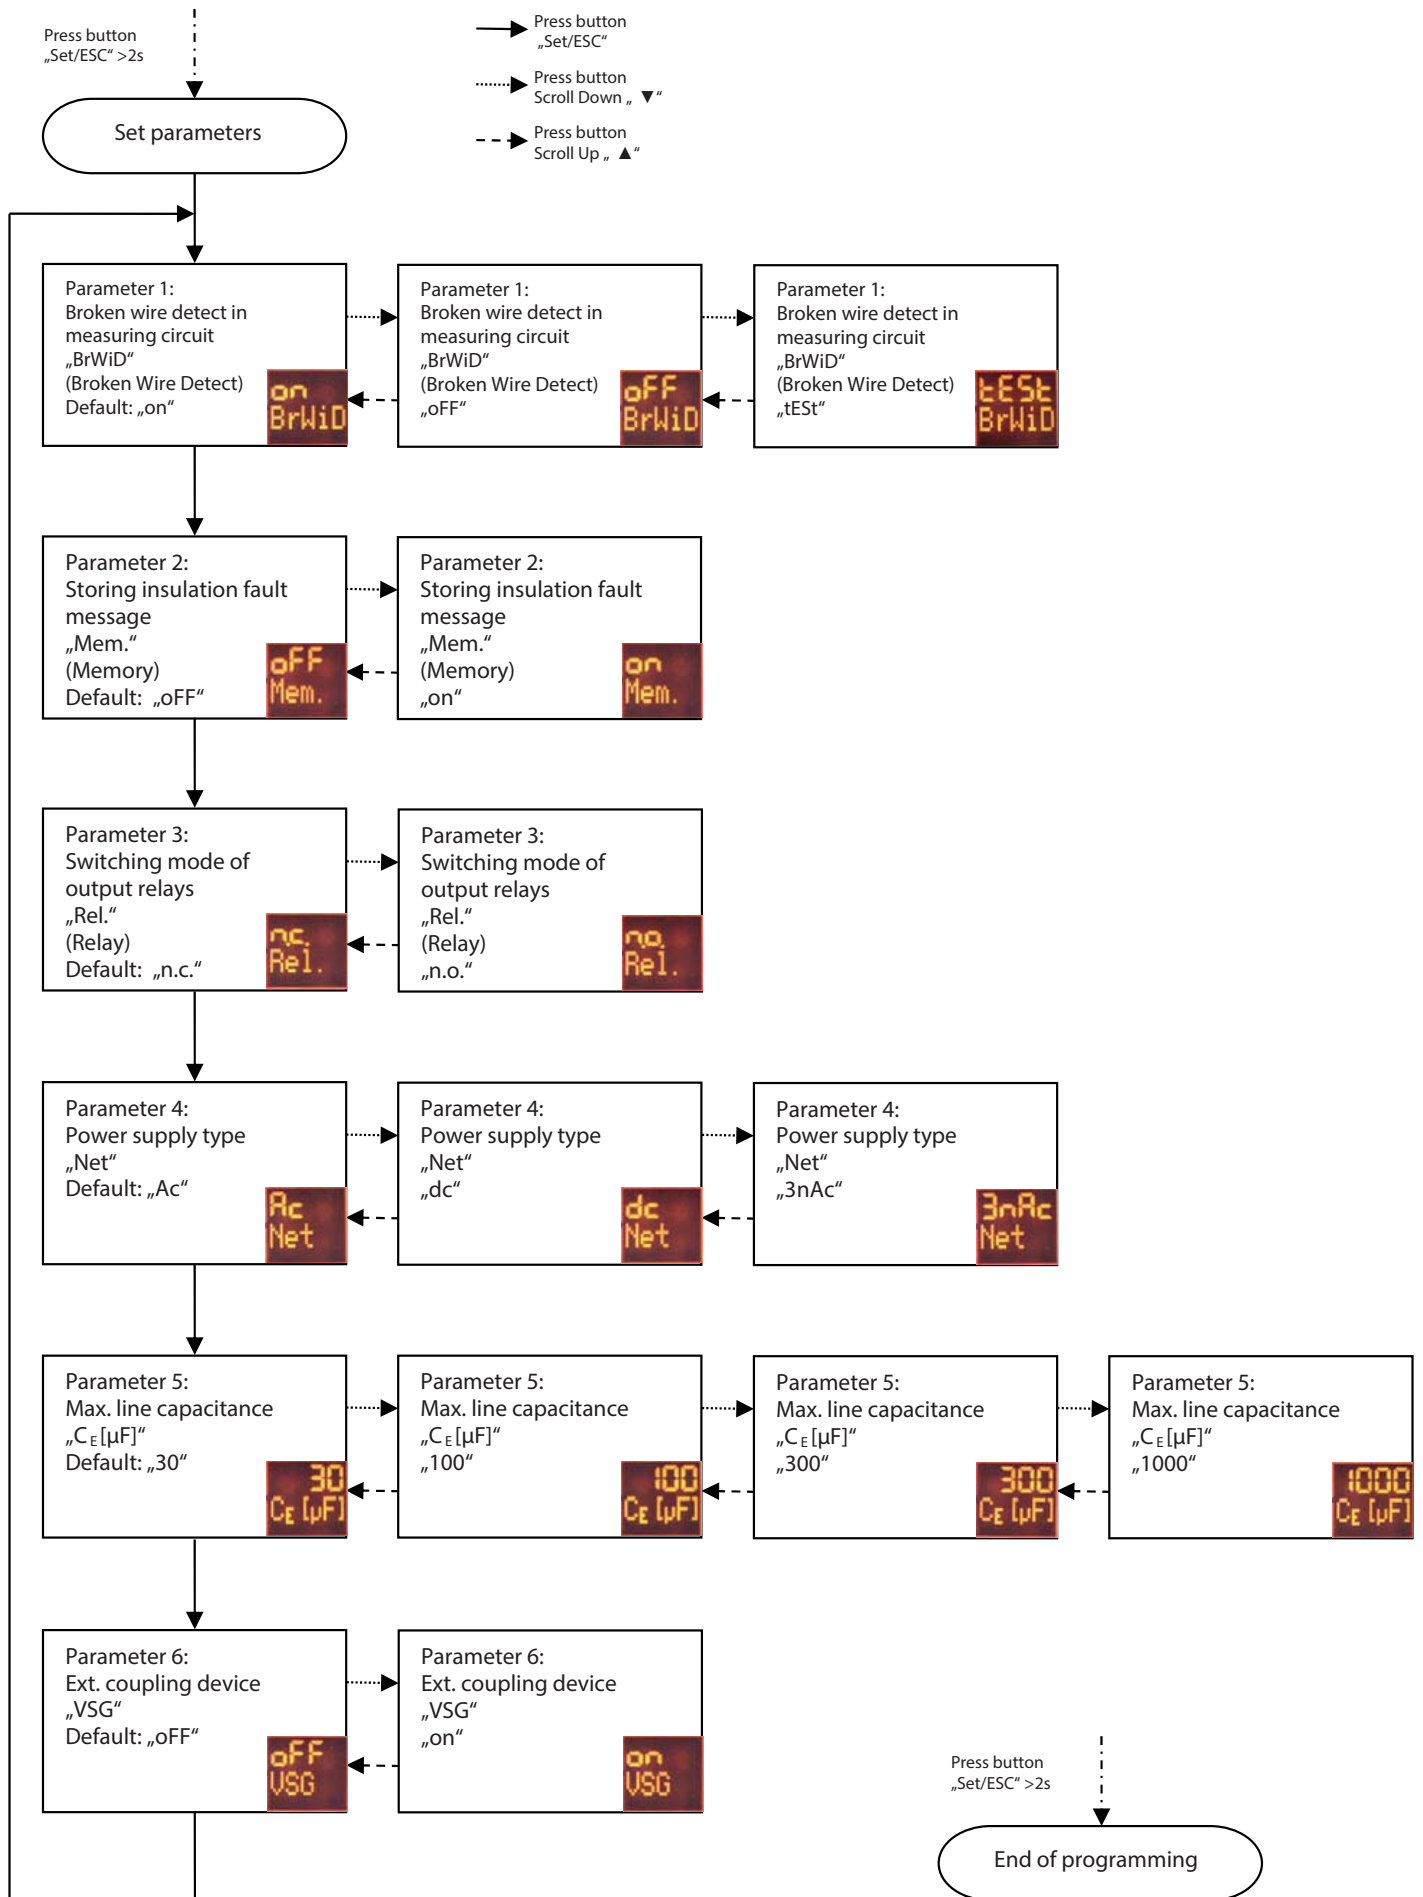 Press button
„Set/ESC“ >2s
Press button
„Set/ESC“
Press button
Scroll Down „ ▼“
Press button
Scroll Up „ ▲“
Set parameters
Parameter 1:
Broken wire detect in
measuring circuit
„BrWiD“
(Broken Wire Detect)
Default: „on“
on
BrWiD
Parameter 1:
Broken wire detect in
measuring circuit
„BrWiD“
(Broken Wire Detect)
„oFF“
oFF
BrWiD
Parameter 1:
Broken wire detect in
measuring circuit
„BrWiD“
(Broken Wire Detect)
„tESt“
tESt
BrWiD
Parameter 2:
Storing insulation fault
message
„Mem.“
(Memory)
Default: „oFF“
oFF
Mem.
Parameter 2:
Storing insulation fault
message
„Mem.“
(Memory)
„on“
on
Mem.
Parameter 3:
Switching mode of
output relays
„Rel.“
(Relay)
Default: „n.c.“
n.c.
Rel.
Parameter 3:
Switching mode of
output relays
„Rel.“
(Relay)
„n.o.“
n.o.
Rel.
Parameter 4:
Power supply type
„Net“
Default: „Ac“
Ac
Net
Parameter 4:
Power supply type
„Net“
„dc“
dc
Net
Parameter 4:
Power supply type
„Net“
„3nAc“
3nAc
Net
Parameter 5:
Max. line capacitance
„CE[µF]“
Default: „30“
30
CE [µF]
Parameter 5:
Max. line capacitance
„CE[µF]“
„100“
100
CE [µF]
Parameter 5:
Max. line capacitance
„CE[µF]“
„300“
300
CE [µF]
Parameter 5:
Max. line capacitance
„CE[µF]“
„1000“
1000
CE [µF]
Parameter 6:
Ext. coupling device
„VSG“
Default: „oFF“
oFF
VSG
Parameter 6:
Ext. coupling device
„VSG“
„on“
on
VSG
Press button
„Set/ESC“ >2s
End of programming